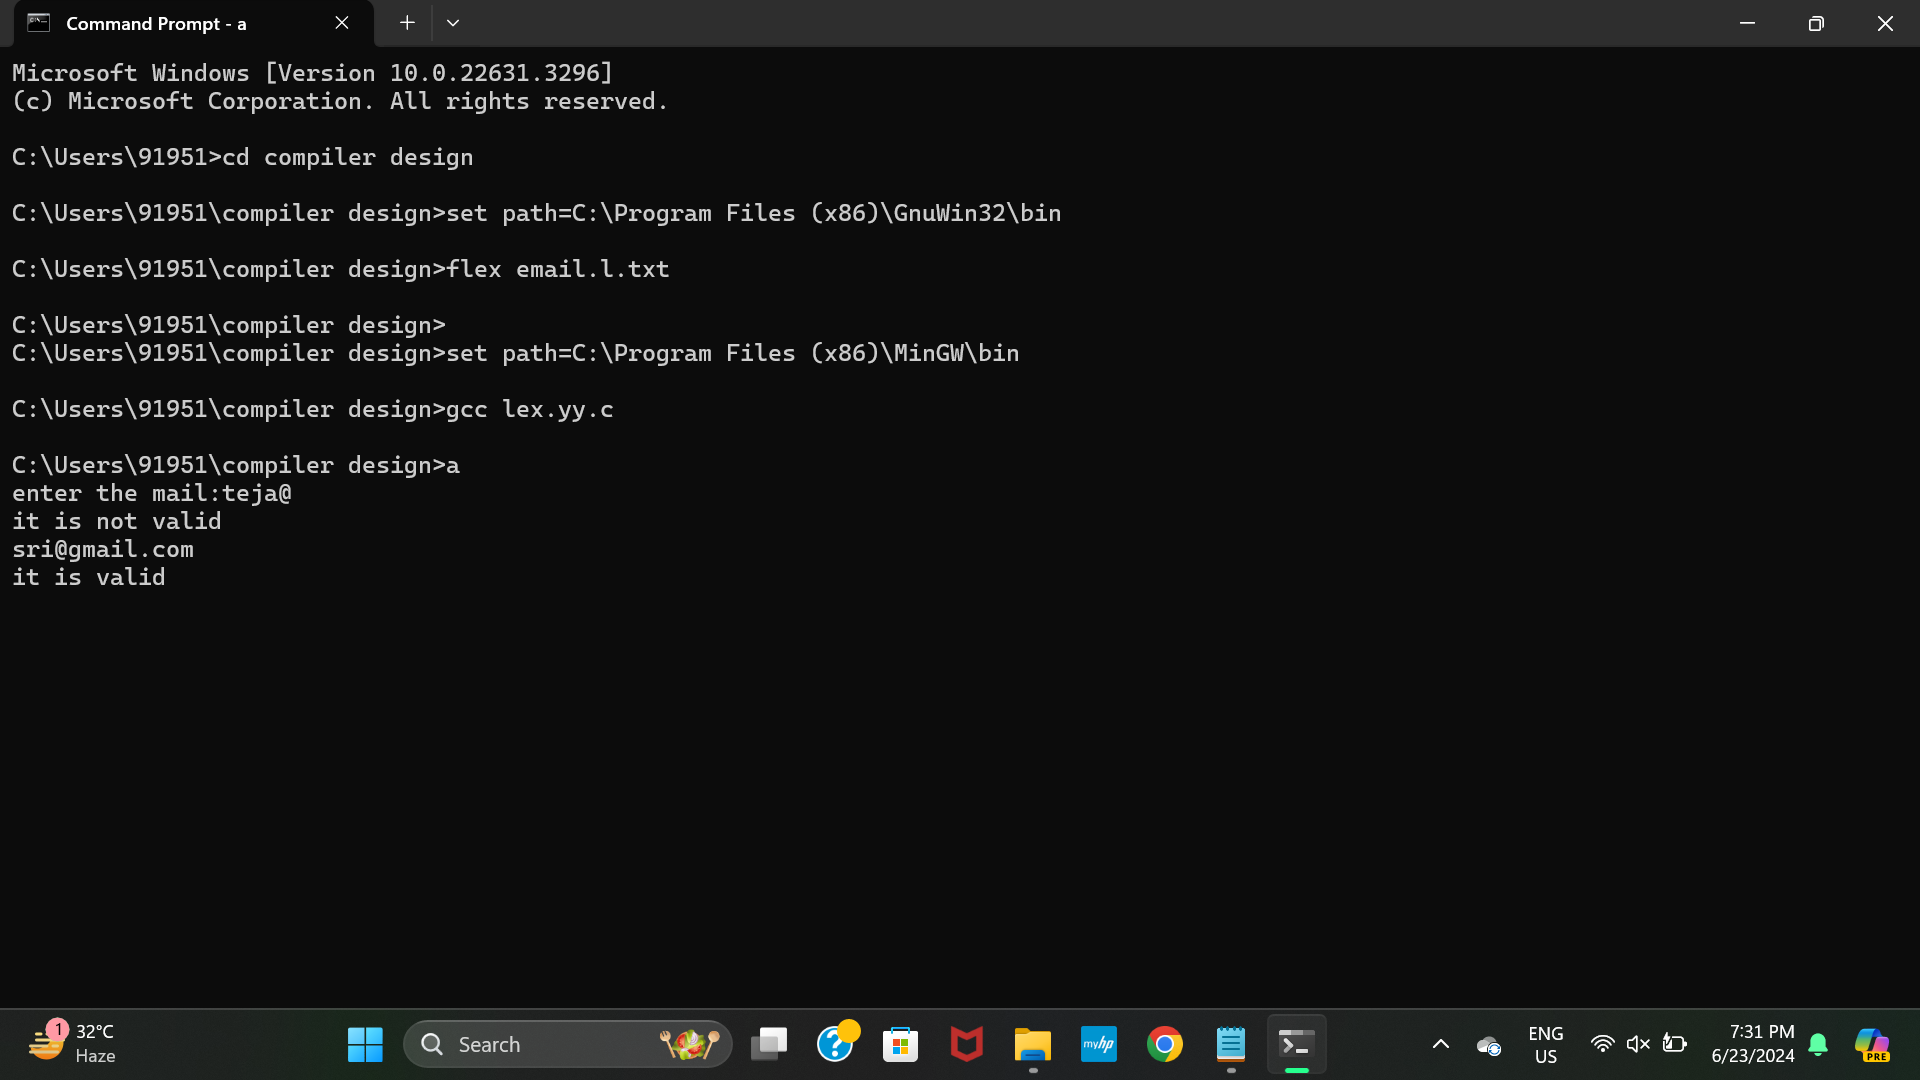 Command Prompt - a
Microsoft Windows [Version 10.0.22631.3296]
(c) Microsoft Corporation. All rights reserved.
C:\Users\91951>cd compiler design
C:\Users\91951\compiler design>set path=C:\Program Files (x86)\GnuWin32\bin
C:\Users\91951\compiler design>flex email.l.txt
C:\Users\91951\compiler design>
C:\Users\91951\compiler design>set path=C:\Program Files (x86)\MinGW\bin
C:\Users\91951\compiler design>gcc lex.yy.c
C:\Users\91951\compiler design>a
enter the mail:teja@
it is not valid
sri@gmail.com
it is valid
1
32°C
Haze
Search
myhp
ENG
US
7:31 PM
6/23/2024
PRE